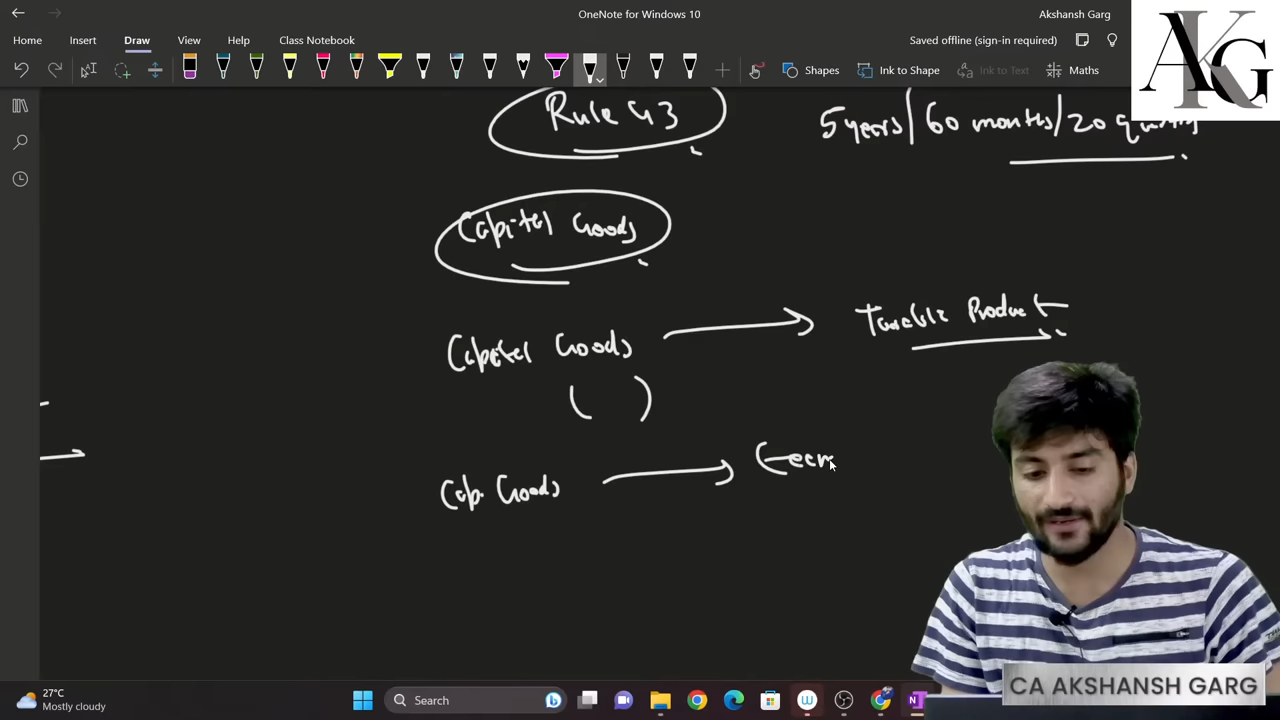 OneNote for Windows 10
Akshansh Garg
Home Insert Draw View Help Class Notebook
Saved offline (sign-in required)
Shapes Ink to Shape Ink to Text Maths
AKG
Rule 43
5 years/60 months/20
Capital Goods
Capital Goods → Taxable Product
( )
Cap. Goods →
CA AKSHANSH GARG
27°C
Mostly cloudy
Search